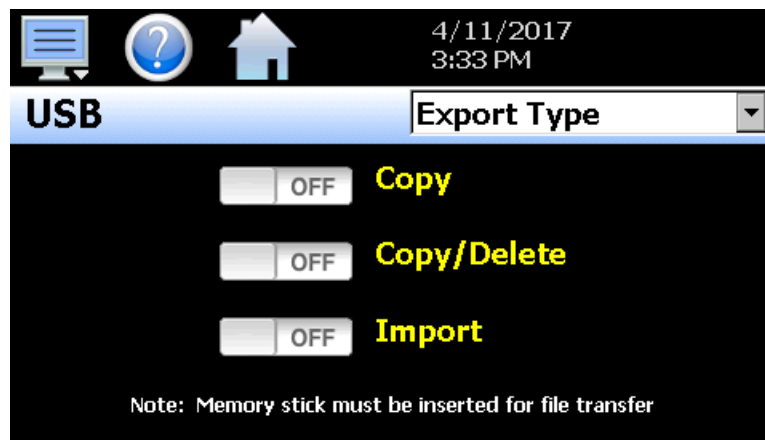 ?
4/11/2017
3:33 PM
USB
Export Type
OFF Copy
OFF Copy/Delete
OFF Import
Note: Memory stick must be inserted for file transfer